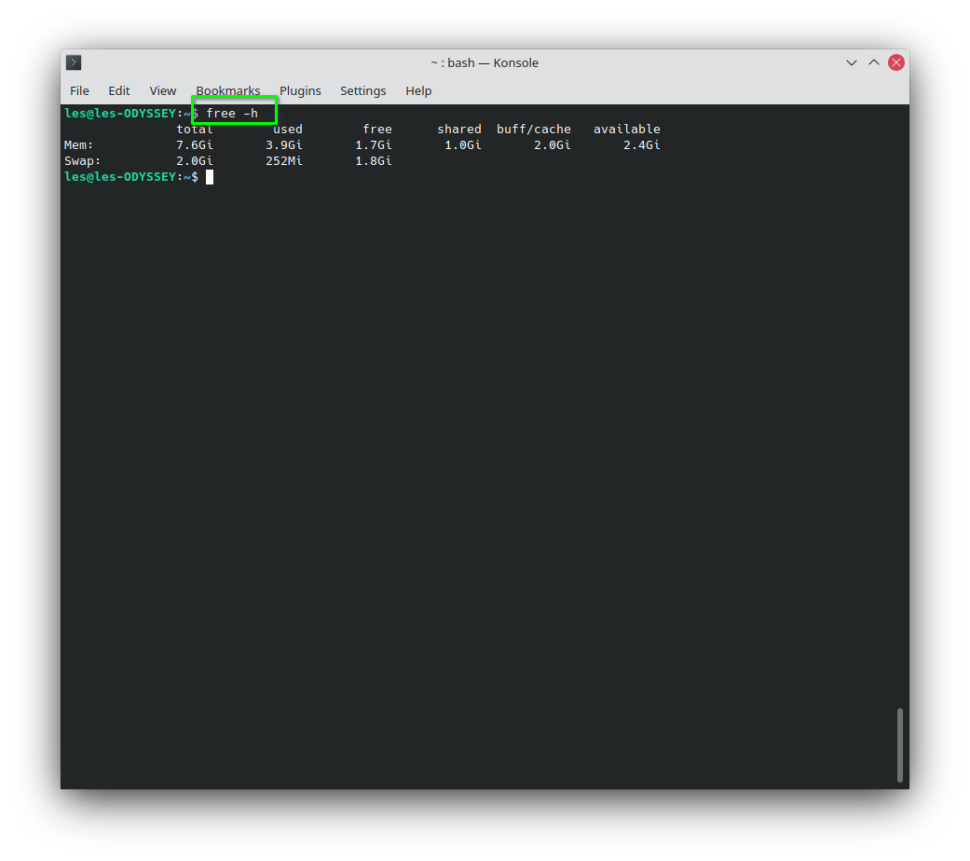 ~ : bash — Konsole
File Edit View Bookmarks Plugins Settings Help
les@les-ODYSSEY:~$ free -h
total used free shared buff/cache available
Mem: 7.6Gi 3.9Gi 1.7Gi 1.0Gi 2.0Gi 2.4Gi
Swap: 2.0Gi 252Mi 1.8Gi
les@les-ODYSSEY:~$